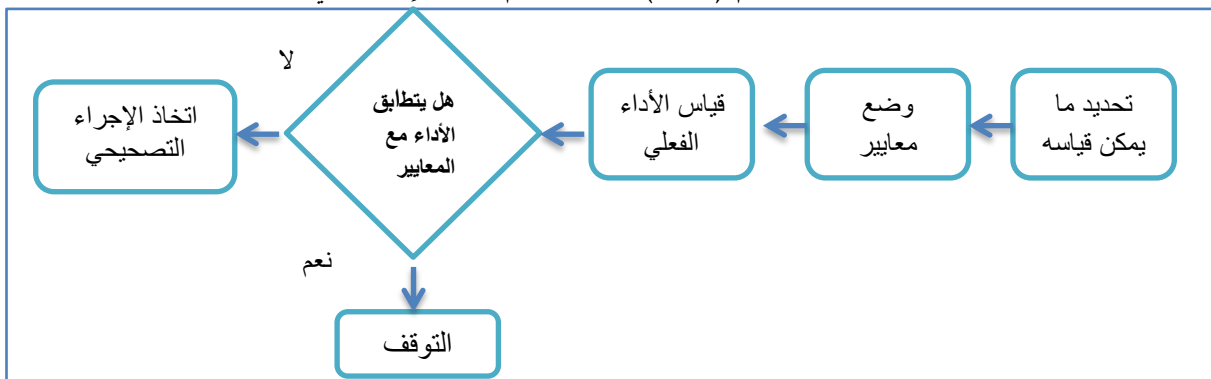 تحديد ما
يمكن قياسه
وضع
معايير
قياس الأداء
الفعلي
هل يتطابق
الأداء مع
المعايير
لا
اتخاذ الإجراء
التصحيحي
نعم
التوقف